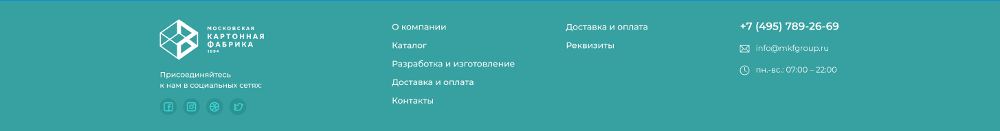 МОСКОВСКАЯ
КАРТОННАЯ
ФАБРИКА
1994
Присоединяйтесь
к нам в социальных сетях:
О компании
Каталог
Разработка и изготовление
Доставка и оплата
Контакты
Доставка и оплата
Реквизиты
+7 (495) 789-26-69
info@mkfgroup.ru
пн.-вс.: 07:00 – 22:00